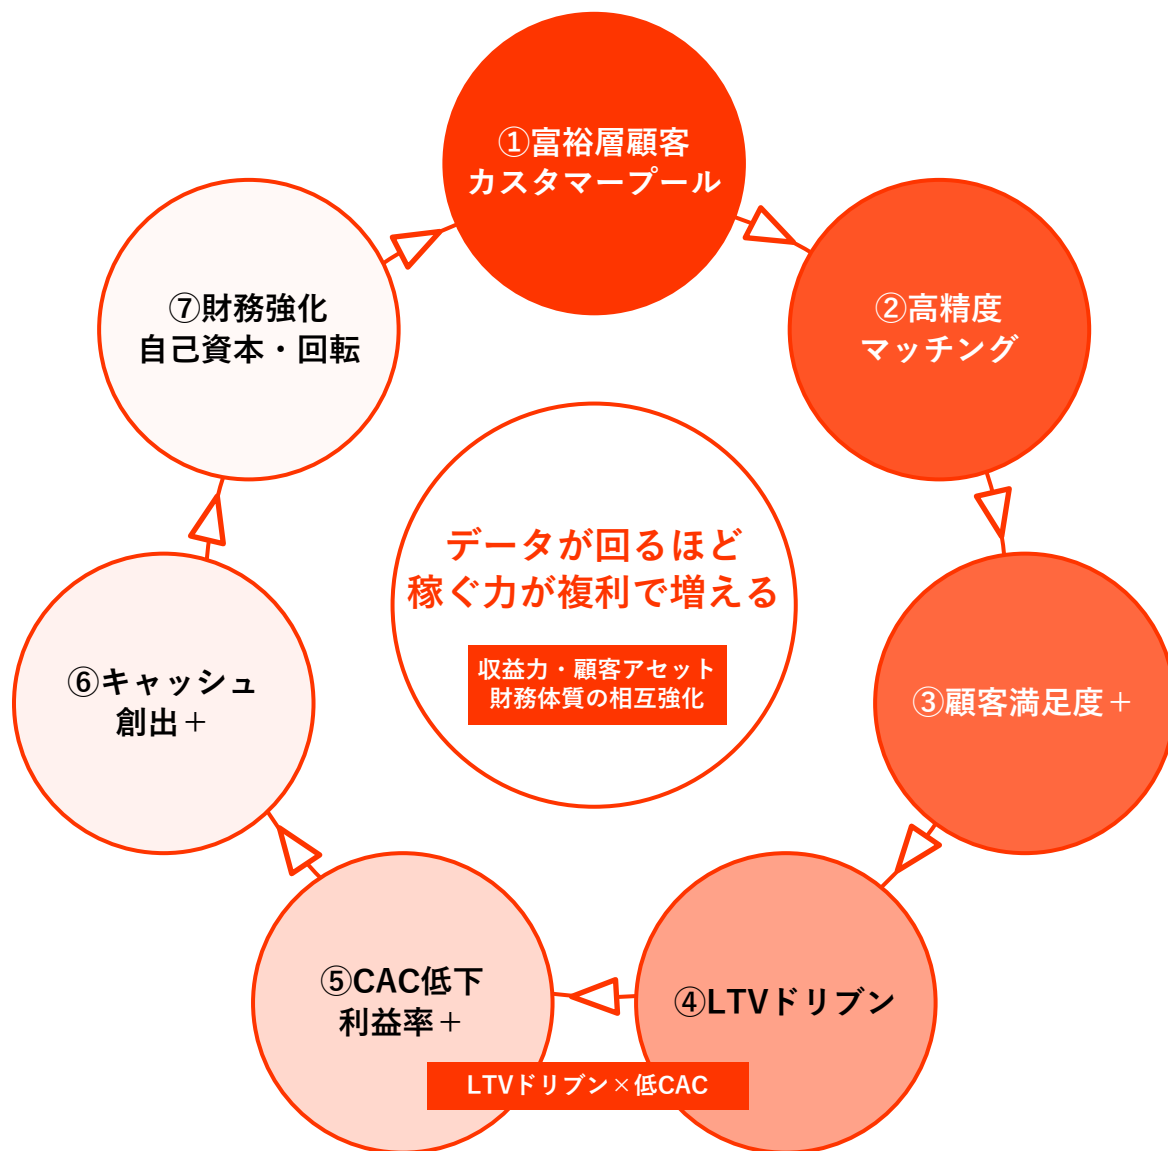 ①富裕層顧客
カスタマープール
②高精度
マッチング
③顧客満足度＋
④LTVドリブン
⑤CAC低下
利益率＋
LTVドリブン×低CAC
⑥キャッシュ
創出＋
⑦財務強化
自己資本・回転
データが回るほど
稼ぐ力が複利で増える
収益力・顧客アセット
財務体質の相互強化